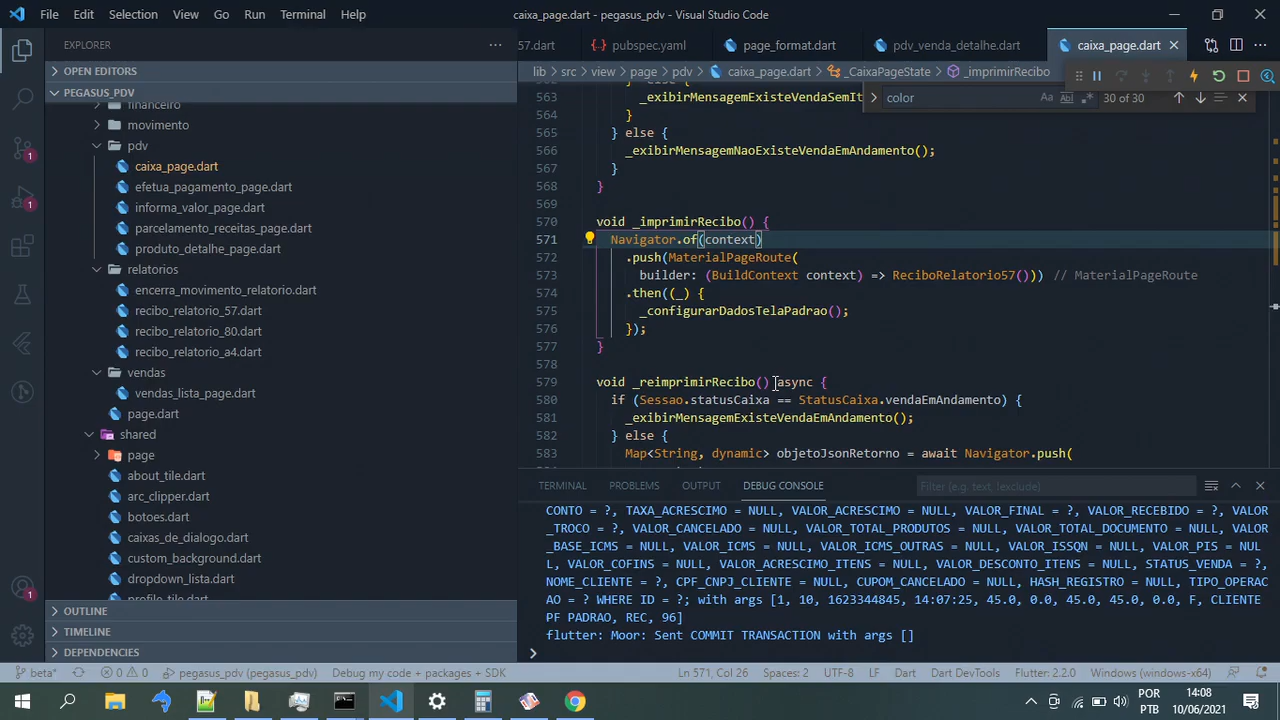 File Edit Selection View Go Run Terminal Help
caixa_page.dart - pegasus_pdv - Visual Studio Code
EXPLORER
OPEN EDITORS
PEGASUS_PDV
financeiro
movimento
pdv
caixa_page.dart
efetua_pagamento_page.dart
informa_valor_page.dart
parcelamento_receitas_page.dart
produto_detalhe_page.dart
relatorios
encerra_movimento_relatorio.dart
recibo_relatorio_57.dart
recibo_relatorio_80.dart
recibo_relatorio_a4.dart
vendas
vendas_lista_page.dart
page.dart
shared
page
about_tile.dart
arc_clipper.dart
botoes.dart
caixas_de_dialogo.dart
custom_background.dart
dropdown_lista.dart
profile_tile.dart
OUTLINE
TIMELINE
DEPENDENCIES
1
1
1
57.dart pubspec.yaml page_format.dart pdv_venda_detalhe.dart caixa_page.dart
lib > src > view > page > pdv > caixa_page.dart > _CaixaPageState > _imprimirRecibo
color Aa Ab .* 30 of 30
563 _exibirMensagemExisteVendaSemIt
564 }
565 } else {
566 _exibirMensagemNaoExisteVendaEmAndamento();
567 }
568 }
569
570 void _imprimirRecibo() {
571 Navigator.of(context)
572 .push(MaterialPageRoute(
573 builder: (BuildContext context) => ReciboRelatorio57())) // MaterialPageRoute
574 .then((_) {
575 _configurarDadosTelaPadrao();
576 });
577 }
578
579 void _reimprimirRecibo() async {
580 if (Sessao.statusCaixa == StatusCaixa.vendaEmAndamento) {
581 _exibirMensagemExisteVendaEmAndamento();
582 } else {
583 Map<String, dynamic> objetoJsonRetorno = await Navigator.push(
TERMINAL PROBLEMS OUTPUT DEBUG CONSOLE Filter (e.g. text, !exclude)
CONTO = ?, TAXA_ACRESCIMO = NULL, VALOR_ACRESCIMO = NULL, VALOR_FINAL = ?, VALOR_RECEBIDO = ?, VALOR
_TROCO = ?, VALOR_CANCELADO = NULL, VALOR_TOTAL_PRODUTOS = NULL, VALOR_TOTAL_DOCUMENTO = NULL, VALOR
_BASE_ICMS = NULL, VALOR_ICMS = NULL, VALOR_ICMS_OUTRAS = NULL, VALOR_ISSQN = NULL, VALOR_PIS = NUL
L, VALOR_COFINS = NULL, VALOR_ACRESCIMO_ITENS = NULL, VALOR_DESCONTO_ITENS = NULL, STATUS_VENDA = ?,
NOME_CLIENTE = ?, CPF_CNPJ_CLIENTE = NULL, CUPOM_CANCELADO = NULL, HASH_REGISTRO = NULL, TIPO_OPERAC
AO = ? WHERE ID = ?; with args [1, 10, 1623344845, 14:07:25, 45.0, 0.0, 45.0, 45.0, 0.0, F, CLIENTE
PF PADRAO, REC, 96]
flutter: Moor: Sent COMMIT TRANSACTION with args []
beta* 0 0 pegasus_pdv (pegasus_pdv) Debug my code + packages + SDK Ln 571, Col 26 Spaces: 2 UTF-8 LF Dart Dart DevTools Flutter: 2.2.0 Windows (windows-x64)
POR
PTB
14:08
10/06/2021